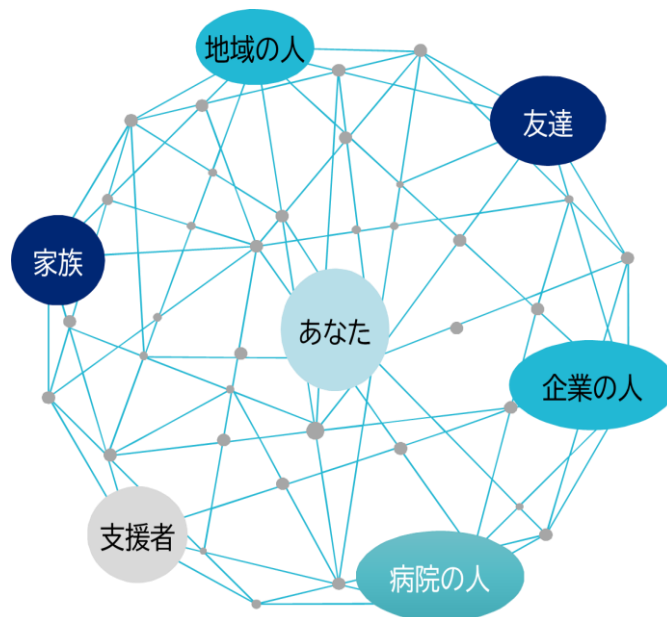 地域の人
友達
家族
あなた
企業の人
支援者
病院の人